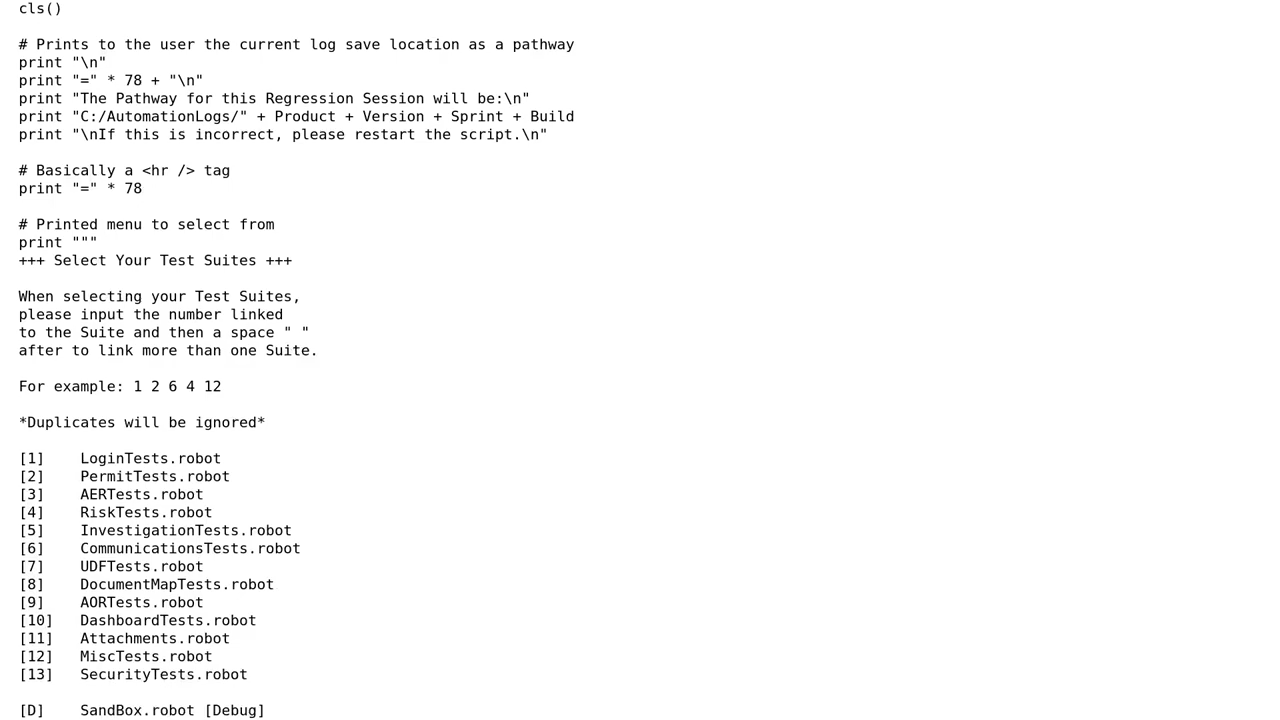 cls()
# Prints to the user the current log save location as a pathway
print "\n"
print "=" * 78 + "\n"
print "The Pathway for this Regression Session will be:\n"
print "C:/AutomationLogs/" + Product + Version + Sprint + Build
print "\nIf this is incorrect, please restart the script.\n"
# Basically a <hr /> tag
print "=" * 78
# Printed menu to select from
print """
+++ Select Your Test Suites +++
When selecting your Test Suites,
please input the number linked
to the Suite and then a space " "
after to link more than one Suite.
For example: 1 2 6 4 12
*Duplicates will be ignored*
[1]    LoginTests.robot
[2]    PermitTests.robot
[3]    AERTests.robot
[4]    RiskTests.robot
[5]    InvestigationTests.robot
[6]    CommunicationsTests.robot
[7]    UDFTests.robot
[8]    DocumentMapTests.robot
[9]    AORTests.robot
[10]   DashboardTests.robot
[11]   Attachments.robot
[12]   MiscTests.robot
[13]   SecurityTests.robot
[D]    SandBox.robot [Debug]